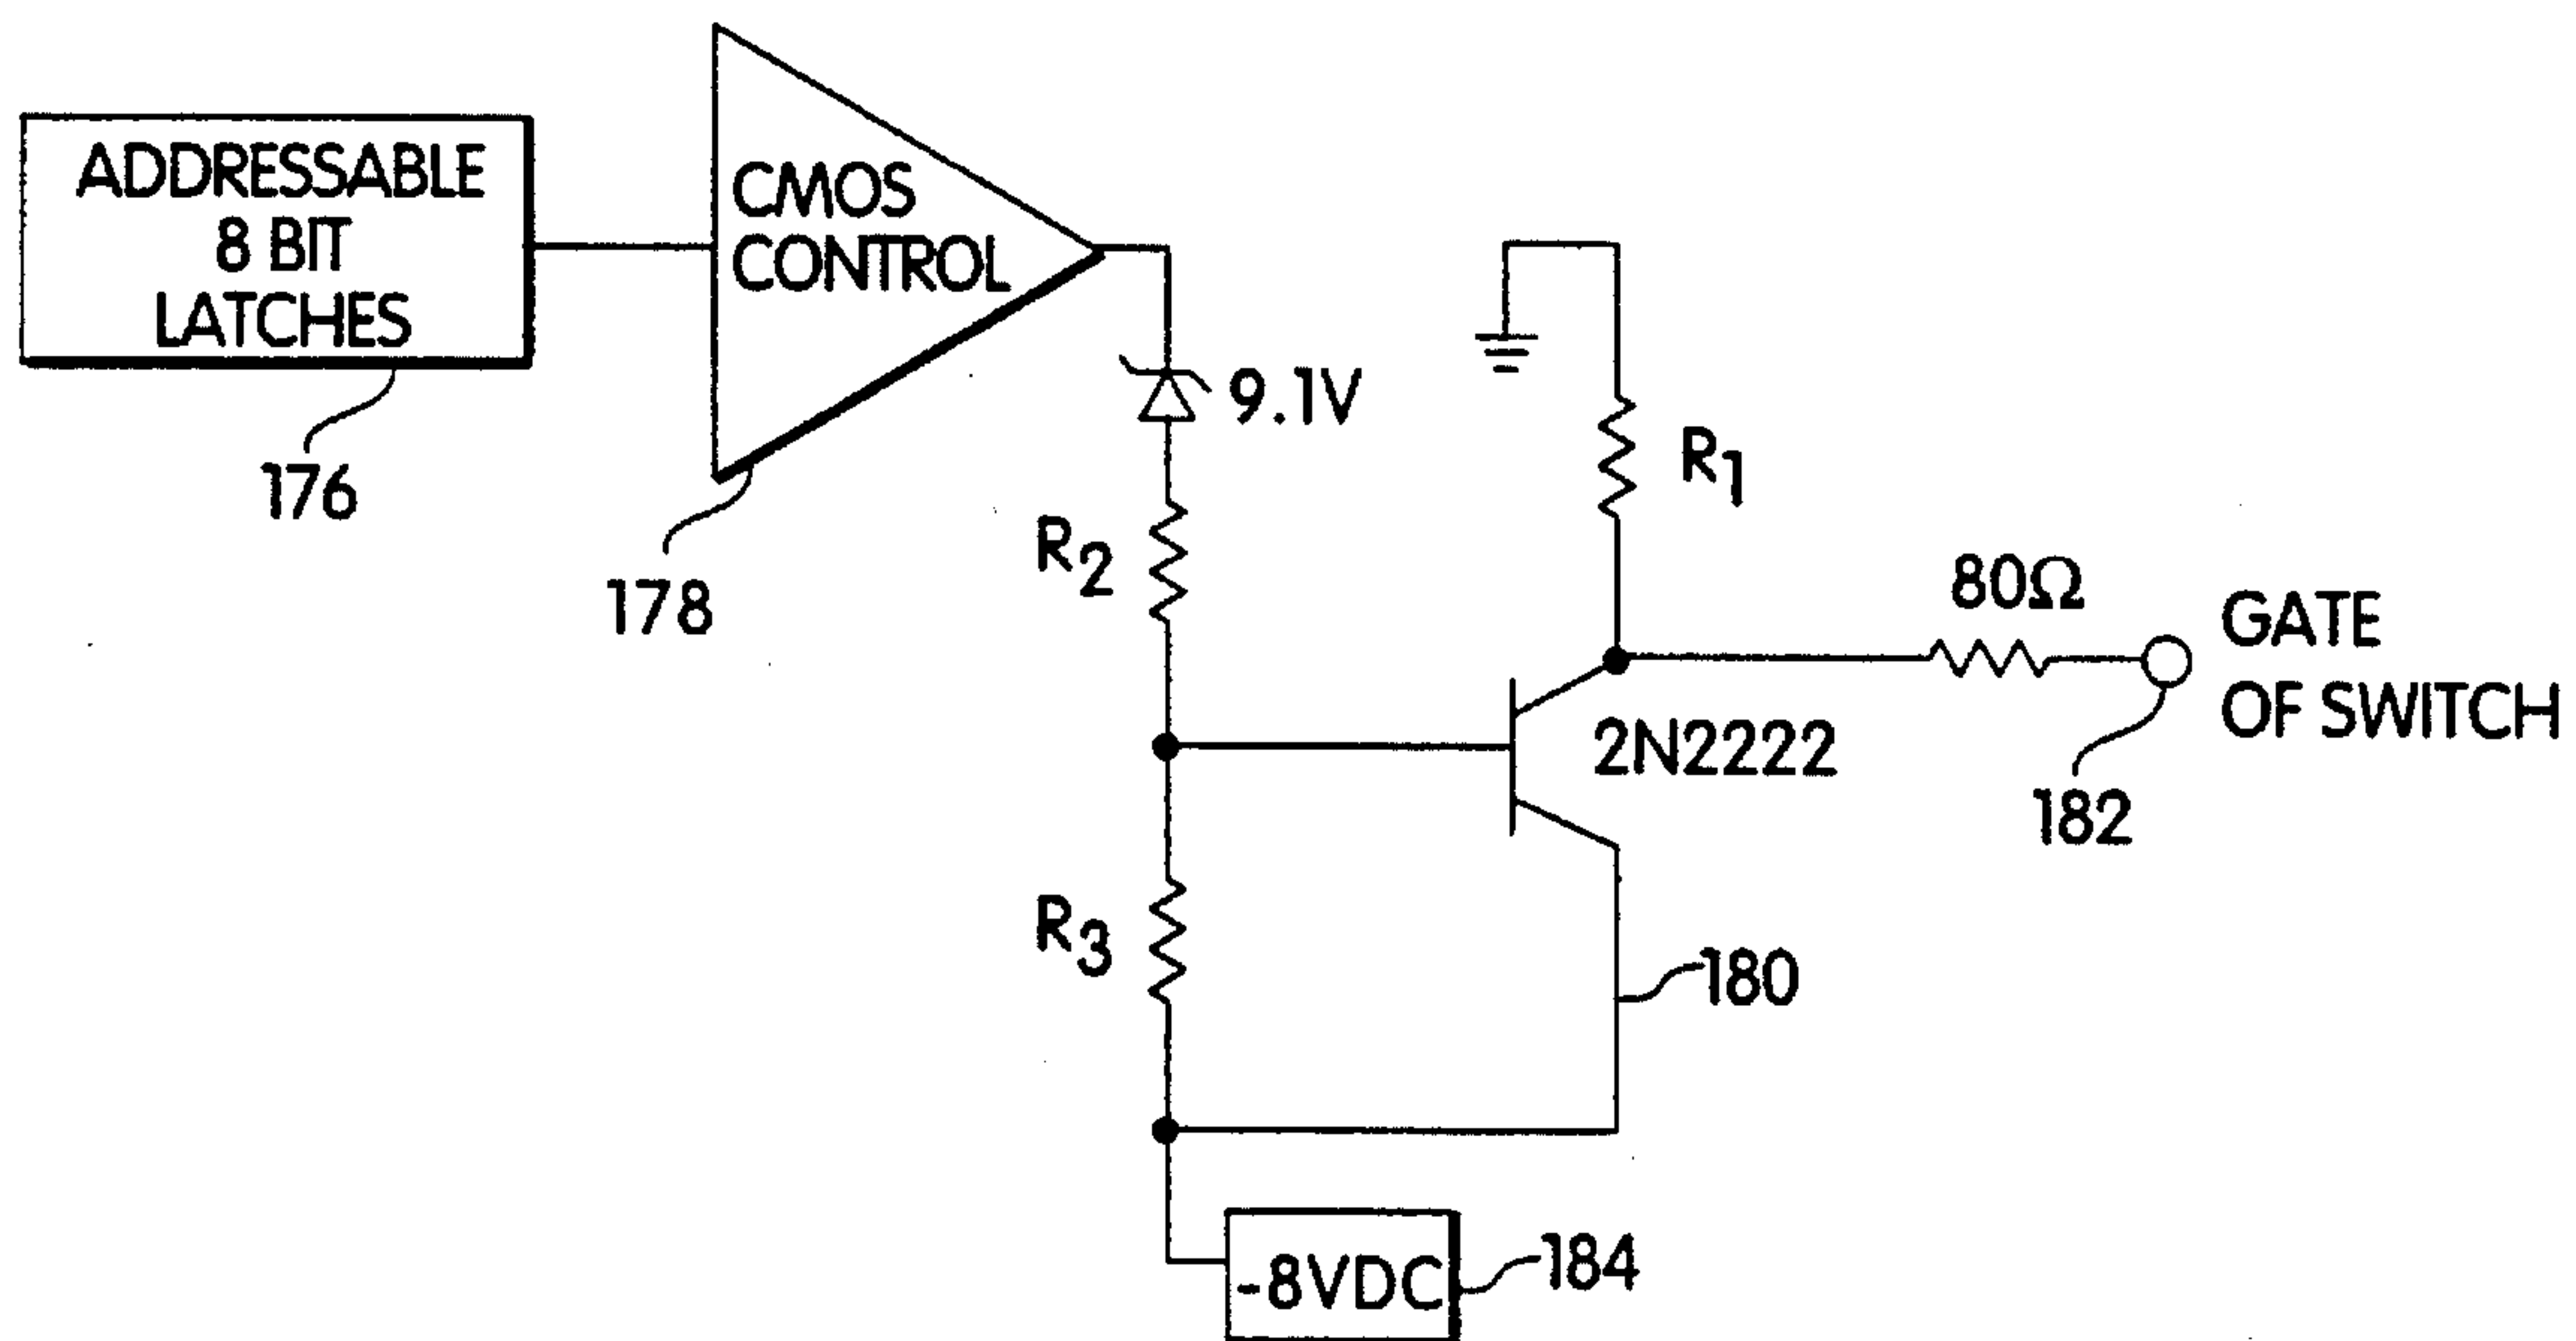 ADDRESSABLE
8 BIT
LATCHES
176
CMOS
CONTROL
178
9.1V
R2
R3
R1
2N2222
80Ω
GATE
OF SWITCH
182
180
-8VDC
184